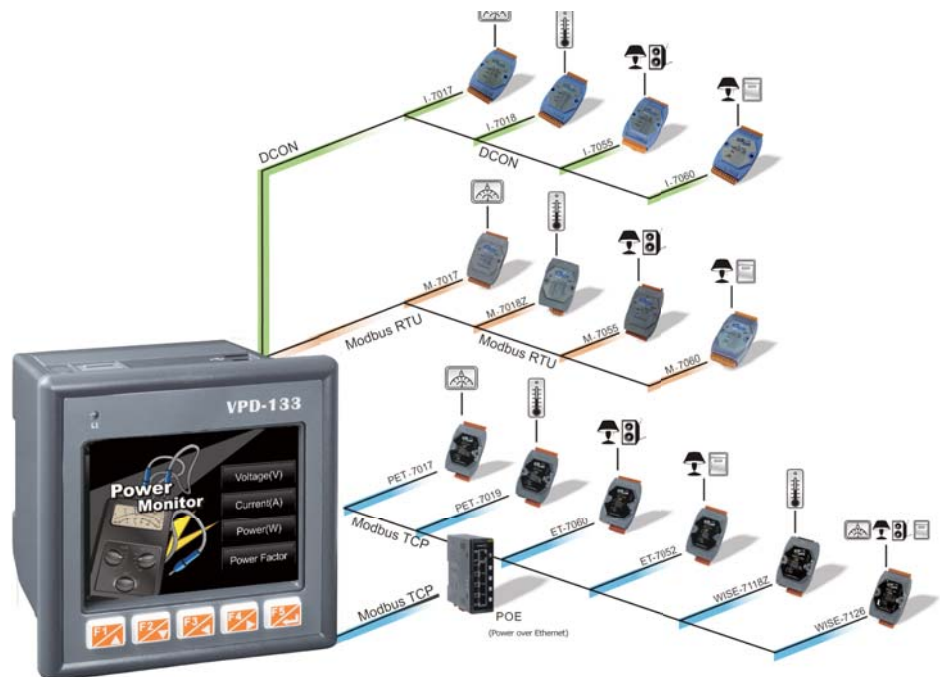 I-7017
I-7018
I-7055
I-7060
DCON
DCON
M-7017
M-7018Z
M-7055
M-7060
Modbus RTU
Modbus RTU
VPD-133
Power
Monitor
Voltage(V)
Current(A)
Power(W)
Power Factor
F1
F2
F3
F4
F5
PET-7017
PET-7019
ET-7060
ET-7052
WISE-7118Z
WISE-7126
Modbus TCP
Modbus TCP
POE
(Power over Ethernet)